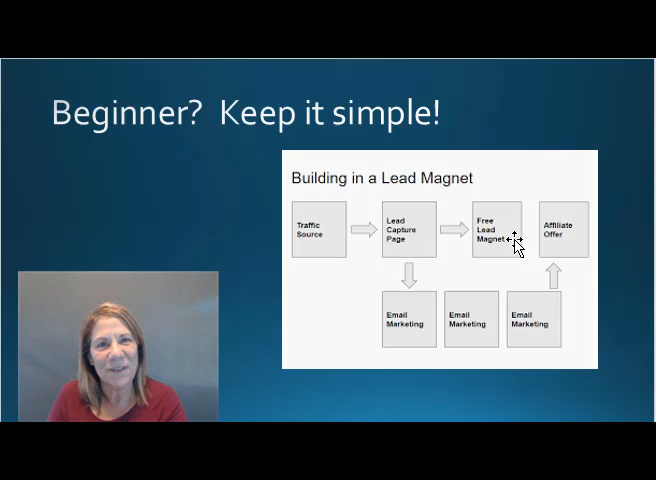 Beginner? Keep it simple!
Building in a Lead Magnet
Traffic
Source
Lead
Capture
Page
Free
Lead
Magnet
Affiliate
Offer
Email
Marketing
Email
Marketing
Email
Marketing